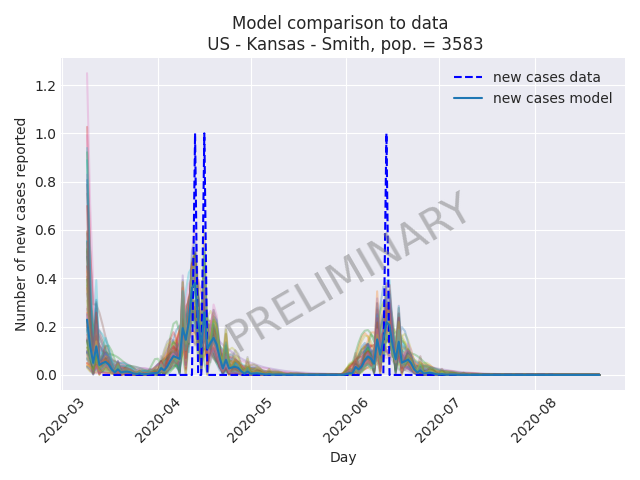 Model comparison to data
US - Kansas - Smith, pop. = 3583
new cases data
new cases model
Number of new cases reported
1.2
1.0
0.8
0.6
0.4
0.2
0.0
PRELIMINARY
2020-03
2020-04
2020-05
2020-06
2020-07
2020-08
Day